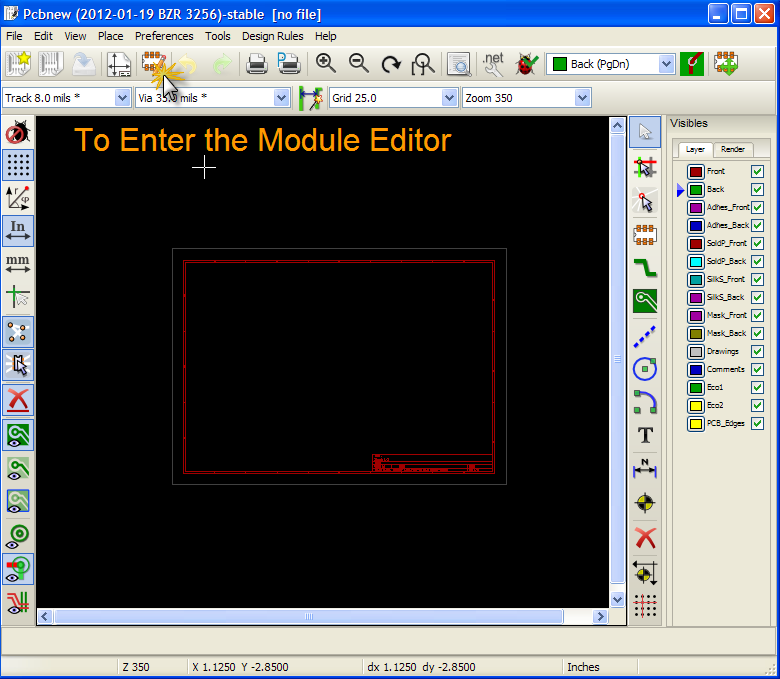 Pcbnew (2012-01-19 BZR 3256)-stable [no file]
File Edit View Place Preferences Tools Design Rules Help
.net
Back (PgDn)
Track 8.0 mils * Via 35.0 mils * Grid 25.0 Zoom 350
To Enter the Module Editor
Visibles
Layer Render
Front
Back
Adhes_Front
Adhes_Back
SoldP_Front
SoldP_Back
SilkS_Front
SilkS_Back
Mask_Front
Mask_Back
Drawings
Comments
Eco1
Eco2
PCB_Edges
In
mm
T
N
Z 350 X 1.1250 Y -2.8500 dx 1.1250 dy -2.8500 Inches